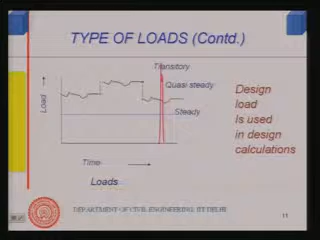 TYPE OF LOADS (Contd.)
Transitory
Quasi steady
Load
Steady
Design
load
Is used
in design
calculations
Time
Loads
DEPARTMENT OF CIVIL ENGINEERING, IIT DELHI
11